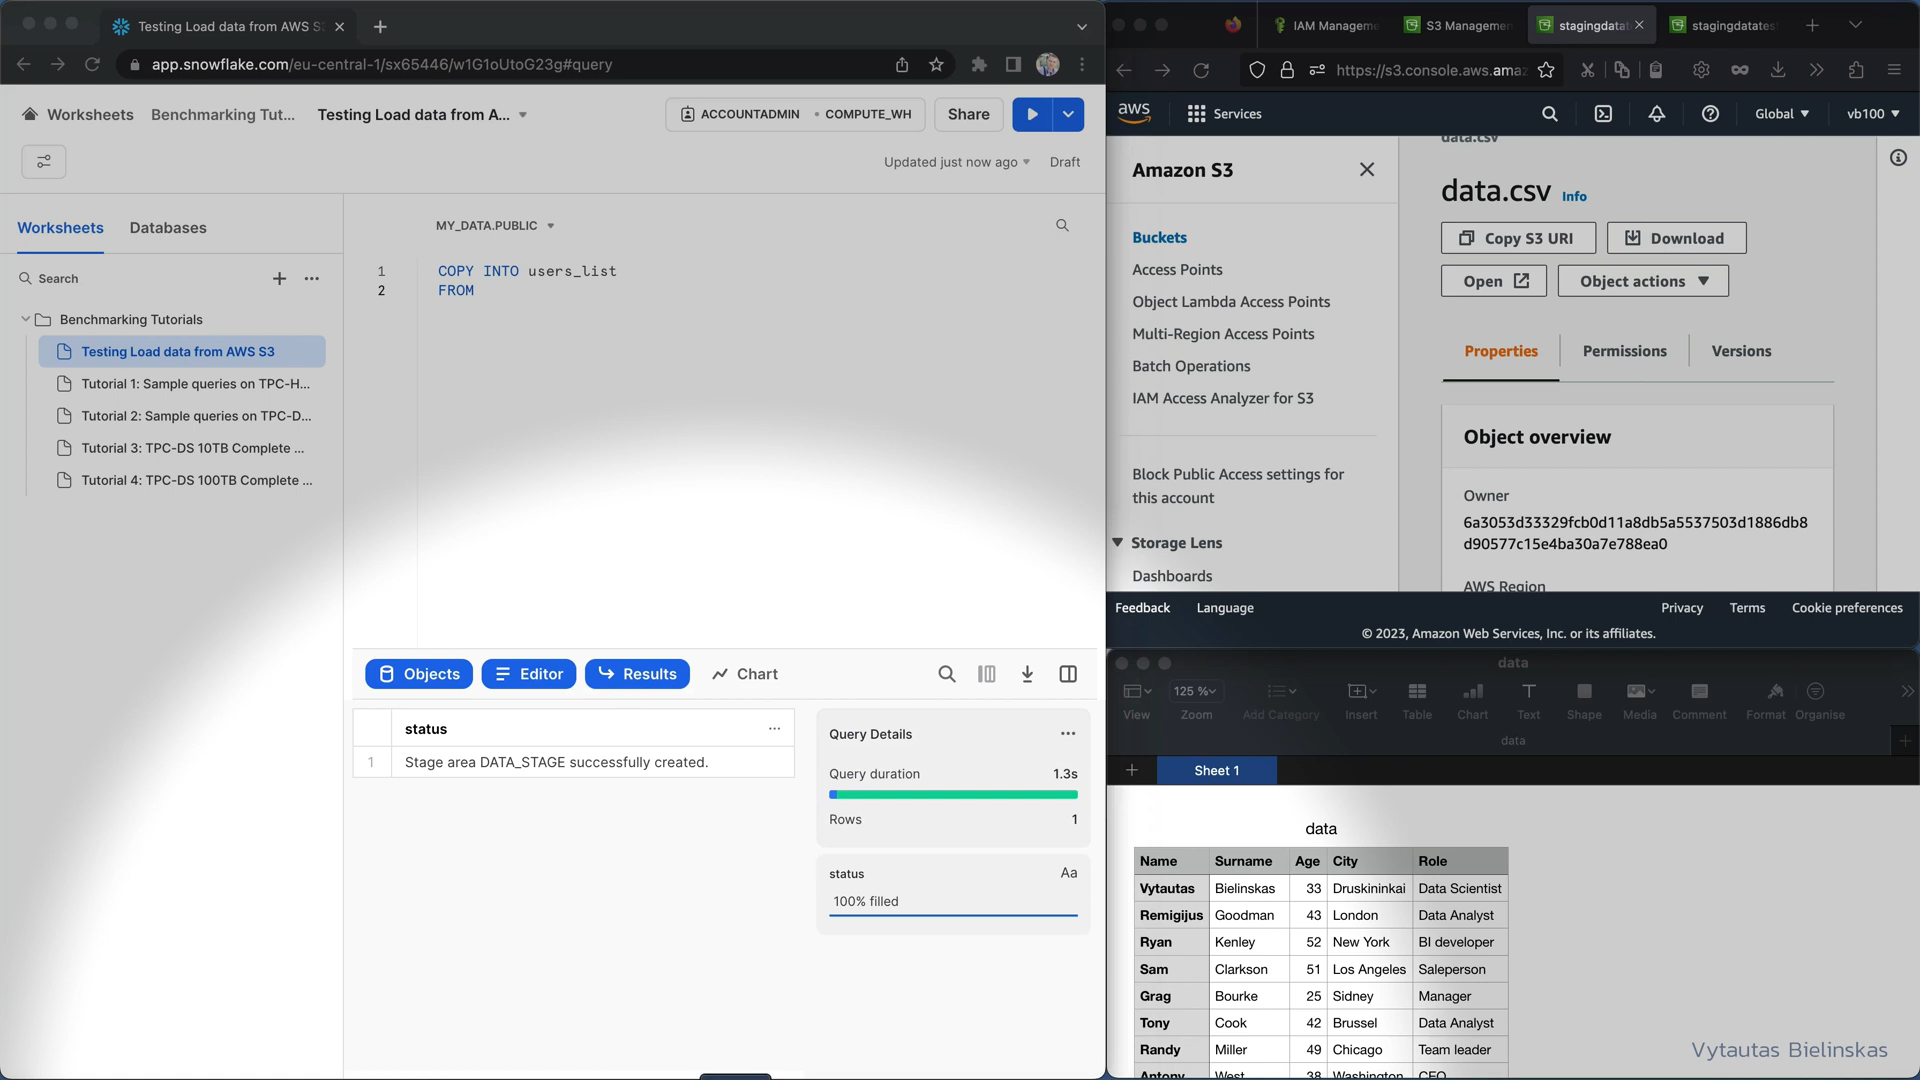 Testing Load data from AWS S
app.snowflake.com/eu-central-1/sx65446/w1G1oUtoG23g#query
Worksheets
Benchmarking Tut...
Testing Load data from A...
ACCOUNTADMIN
COMPUTE_WH
Share
Updated just now ago
Draft
Worksheets
Databases
Search
Benchmarking Tutorials
Testing Load data from AWS S3
Tutorial 1: Sample queries on TPC-H...
Tutorial 2: Sample queries on TPC-D...
Tutorial 3: TPC-DS 10TB Complete ...
Tutorial 4: TPC-DS 100TB Complete ...
MY_DATA.PUBLIC
1 COPY INTO users_list
2 FROM
Objects
Editor
Results
Chart
status ...
1 Stage area DATA_STAGE successfully created.
Query Details ...
Query duration 1.3s
Rows 1
status Aa
100% filled
IAM Manageme
S3 Managemen
stagingdatat
stagingdatates
https://s3.console.aws.amaz
aws
Services
Global
vb100
Amazon S3
Buckets
Access Points
Object Lambda Access Points
Multi-Region Access Points
Batch Operations
IAM Access Analyzer for S3
Block Public Access settings for
this account
Storage Lens
Dashboards
data.csv
data.csv Info
Copy S3 URI
Download
Open
Object actions
Properties
Permissions
Versions
Object overview
Owner
6a3053d33329fcb0d11a8db5a5537503d1886db8
d90577c15e4ba30a7e788ea0
AWS Region
Feedback
Language
Privacy
Terms
Cookie preferences
© 2023, Amazon Web Services, Inc. or its affiliates.
data
125 %
View
Zoom
Add Category
Insert
Table
Chart
Text
Shape
Media
Comment
Format
Organise
data
Sheet 1
data
Name Surname Age City Role
Vytautas Bielinskas 33 Druskininkai Data Scientist
Remigijus Goodman 43 London Data Analyst
Ryan Kenley 52 New York BI developer
Sam Clarkson 51 Los Angeles Saleperson
Grag Bourke 25 Sidney Manager
Tony Cook 42 Brussel Data Analyst
Randy Miller 49 Chicago Team leader
Antony West 38 Washington CEO
Vytautas Bielinskas